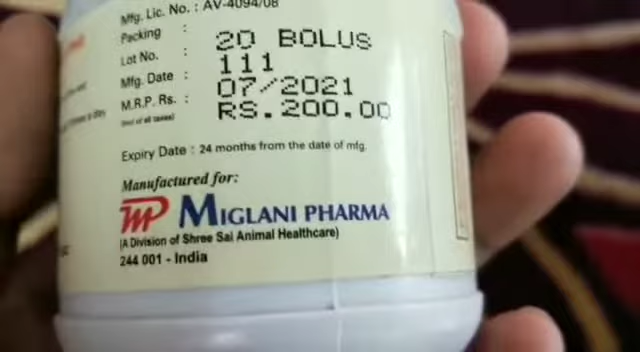 Mfg. Lic. No. : AV-4094/08
Packing : 20 BOLUS
Lot No. : 111
Mfg. Date : 07/2021
M.R.P. Rs. : RS.200.00
(incl of all taxes)
Expiry Date : 24 months from the date of mfg.
Manufactured for:
MP MIGLANI PHARMA
(A Division of Shree Sai Animal Healthcare)
244 001 - India